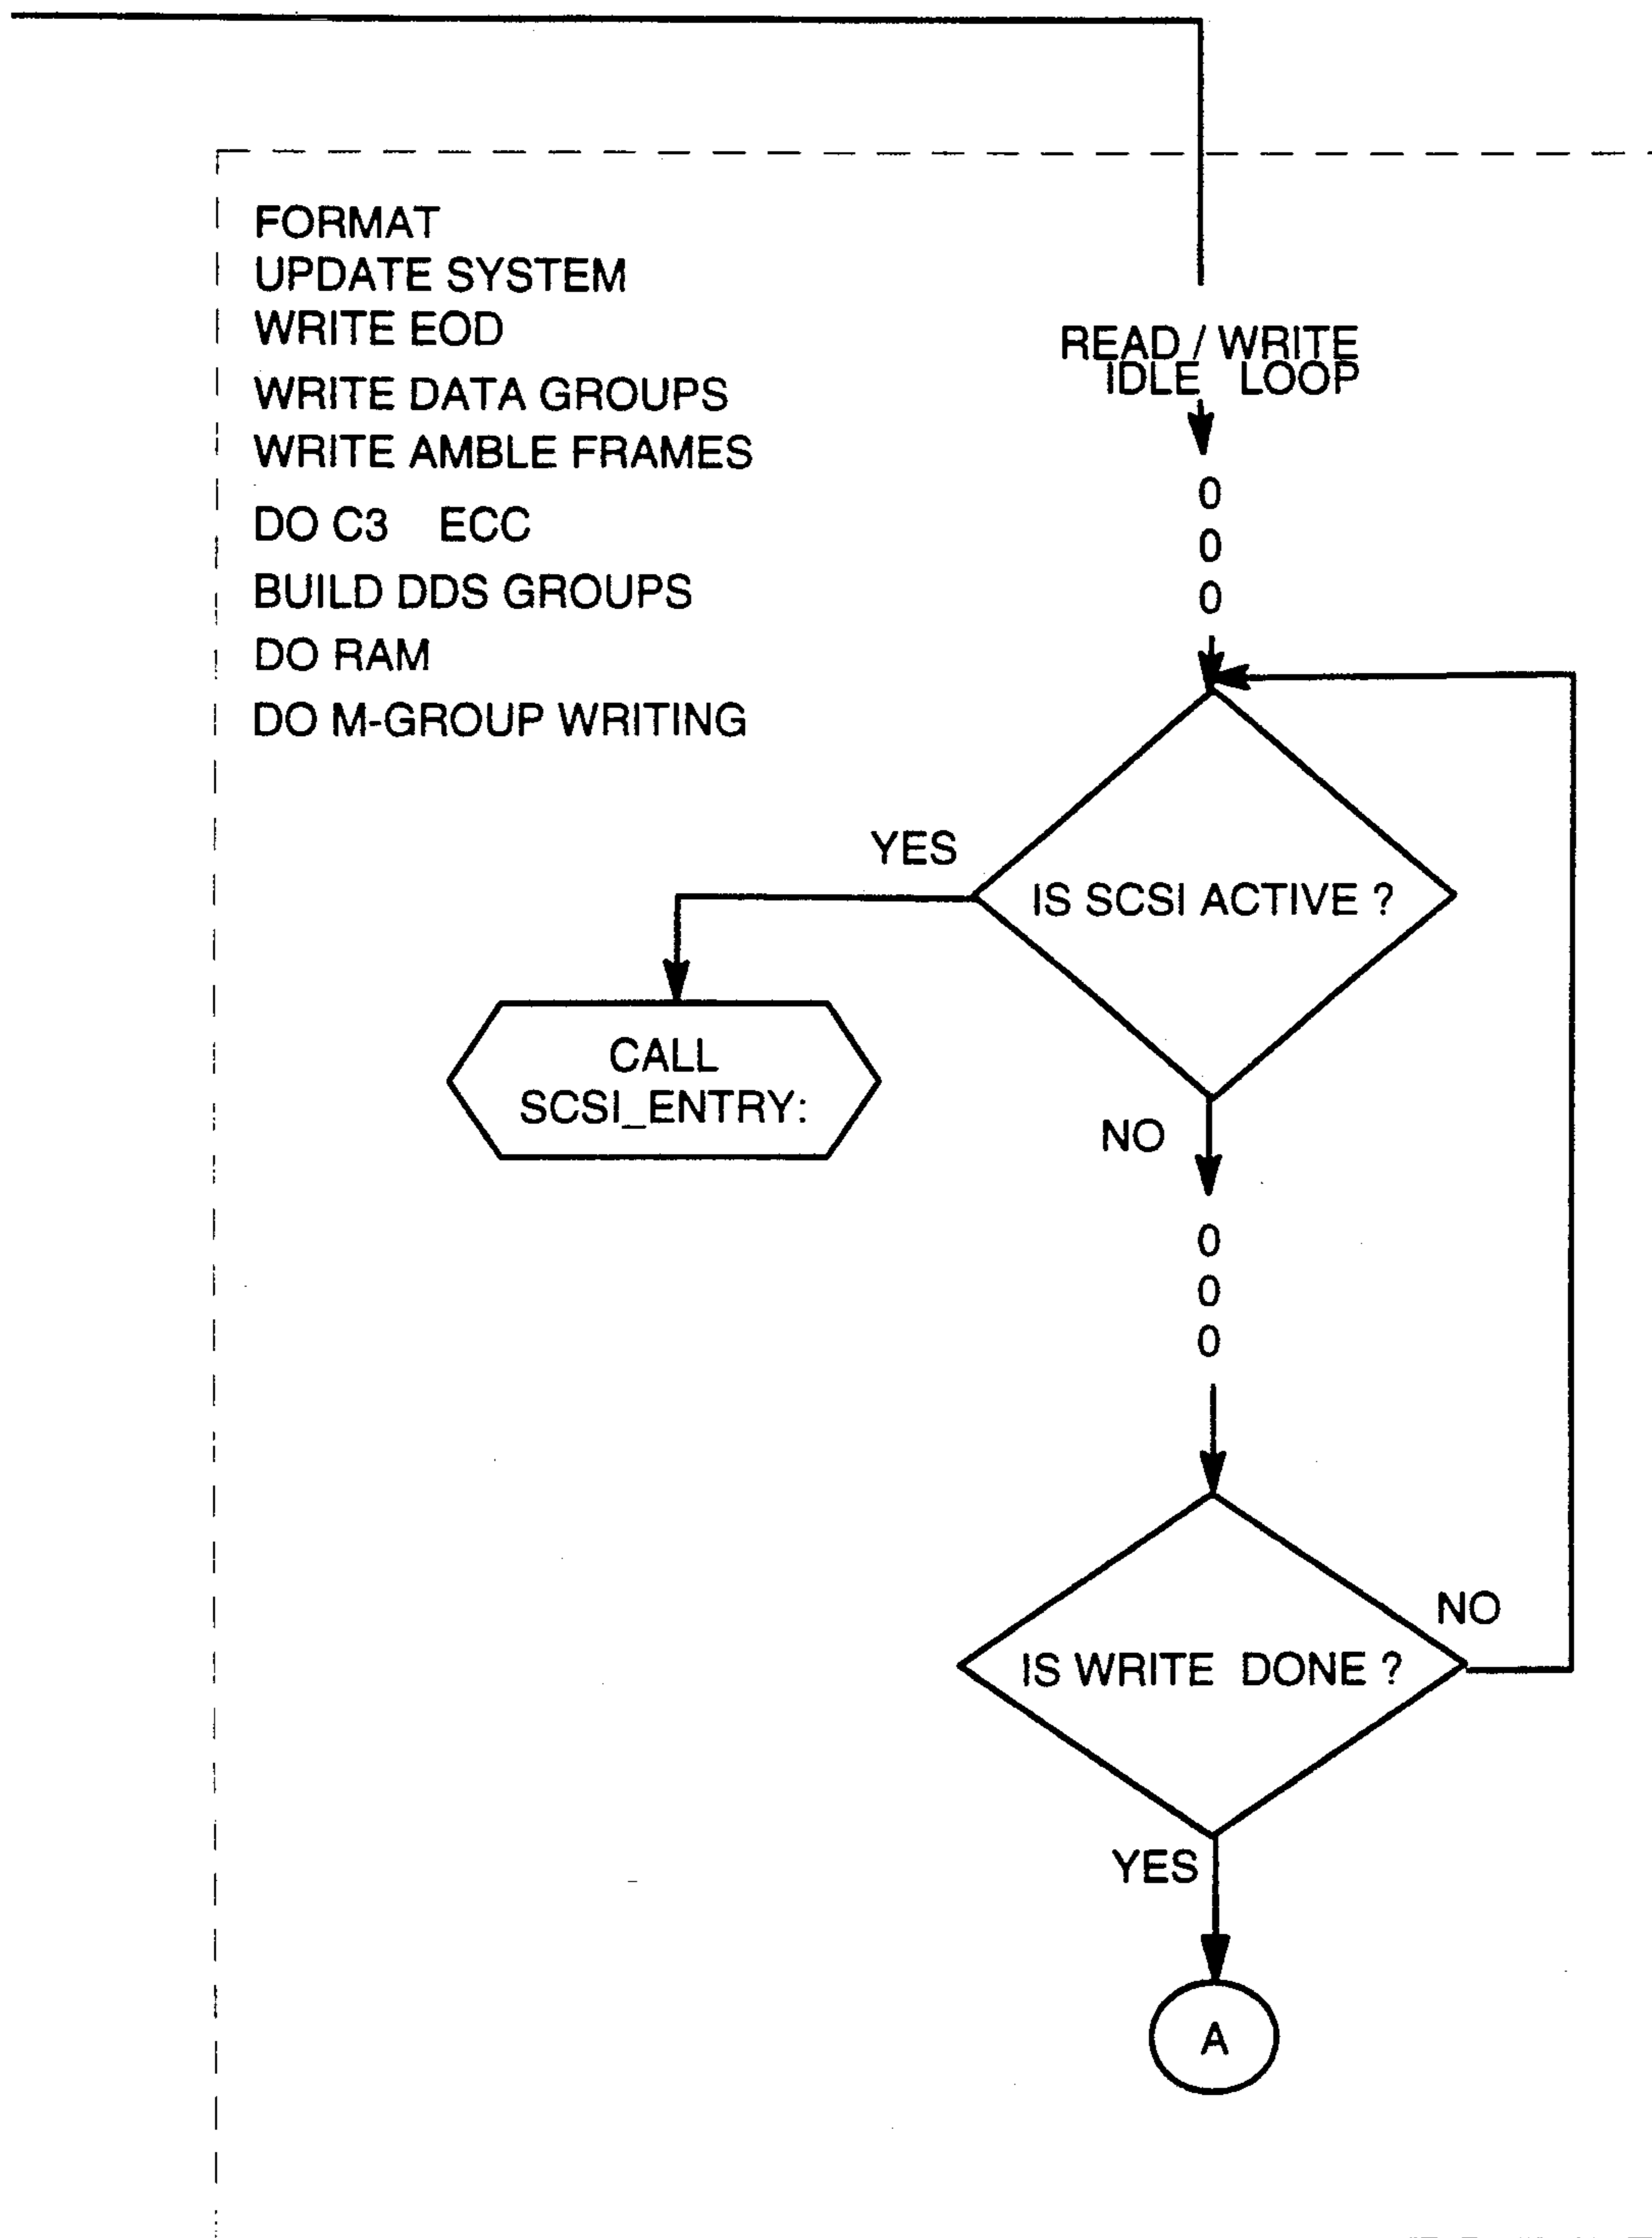 FORMAT
UPDATE SYSTEM
WRITE EOD
WRITE DATA GROUPS
WRITE AMBLE FRAMES
DO C3 ECC
BUILD DDS GROUPS
DO RAM
DO M-GROUP WRITING
READ / WRITE
IDLE LOOP
0
0
0
YES
IS SCSI ACTIVE ?
CALL
SCSI_ENTRY:
NO
0
0
0
NO
IS WRITE DONE ?
YES
A